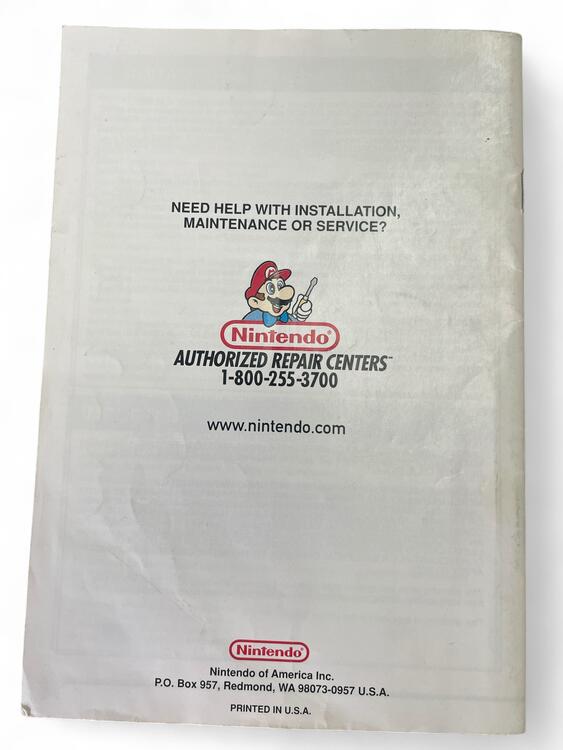 NEED HELP WITH INSTALLATION,
MAINTENANCE OR SERVICE?
M
Nintendo®
AUTHORIZED REPAIR CENTERS™
1-800-255-3700
www.nintendo.com
Nintendo®
Nintendo of America Inc.
P.O. Box 957, Redmond, WA 98073-0957 U.S.A.
PRINTED IN U.S.A.